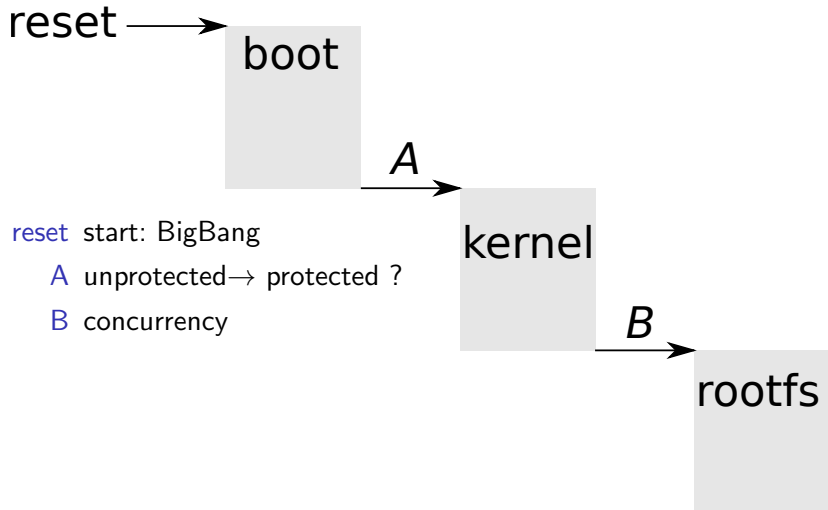 reset
boot
A
kernel
reset start: BigBang
A unprotected→ protected ?
B concurrency
B
rootfs